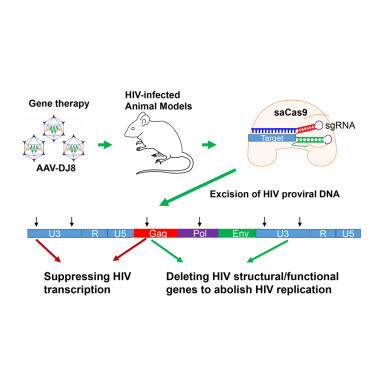 Gene therapy
AAV-DJ8
HIV-infected
Animal Models
saCas9
sgRNA
Target
Excision of HIV proviral DNA
U3 R U5 Gag Pol Env U3 R U5
Suppressing HIV
transcription
Deleting HIV structural/functional
genes to abolish HIV replication